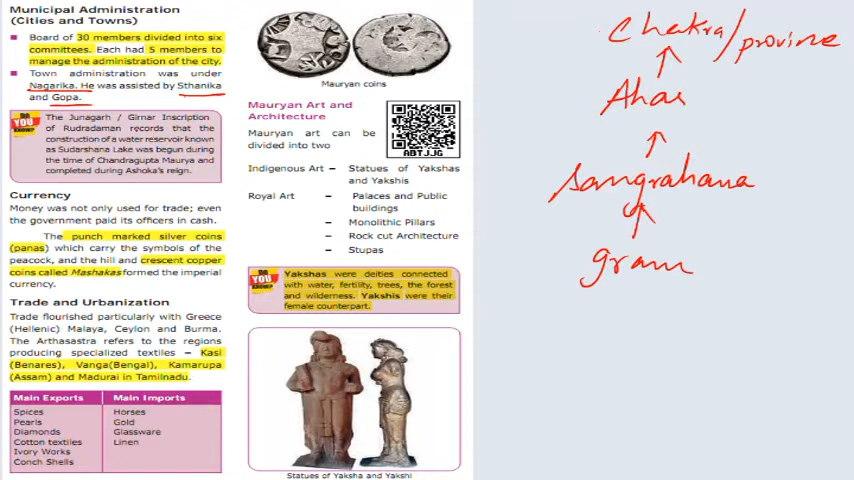 Municipal Administration
(Cities and Towns)
Board of 30 members divided into six
committees. Each had 5 members to
manage the administration of the city.
Town administration was under
Nagarika. He was assisted by Sthanika
and Gopa.
DO YOU KNOW?
The Junagarh / Girnar Inscription
of Rudradaman records that the
construction of a water reservoir known
as Sudarshana Lake was begun during
the time of Chandragupta Maurya and
completed during Ashoka's reign.
Currency
Money was not only used for trade; even
the government paid its officers in cash.
The punch marked silver coins
(panas) which carry the symbols of the
peacock, and the hill and crescent copper
coins called Mashakas formed the imperial
currency.
Trade and Urbanization
Trade flourished particularly with Greece
(Hellenic) Malaya, Ceylon and Burma.
The Arthasastra refers to the regions
producing specialized textiles – Kasi
(Benares), Vanga(Bengal), Kamarupa
(Assam) and Madurai in Tamilnadu.
Main Exports Main Imports
Spices Horses
Pearls Gold
Diamonds Glassware
Cotton textiles Linen
Ivory Works
Conch Shells
Mauryan coins
Mauryan Art and
Architecture
Mauryan art can be
divided into two
ABTJJG
Indigenous Art – Statues of Yakshas
and Yakshis
Royal Art - Palaces and Public
buildings
- Monolithic Pillars
- Rock cut Architecture
- Stupas
DO YOU KNOW?
Yakshas were deities connected
with water, fertility, trees, the forest
and wilderness. Yakshis were their
female counterpart.
Statues of Yaksha and Yakshi
Chakra/province
Ahar
Sangrahana
gram